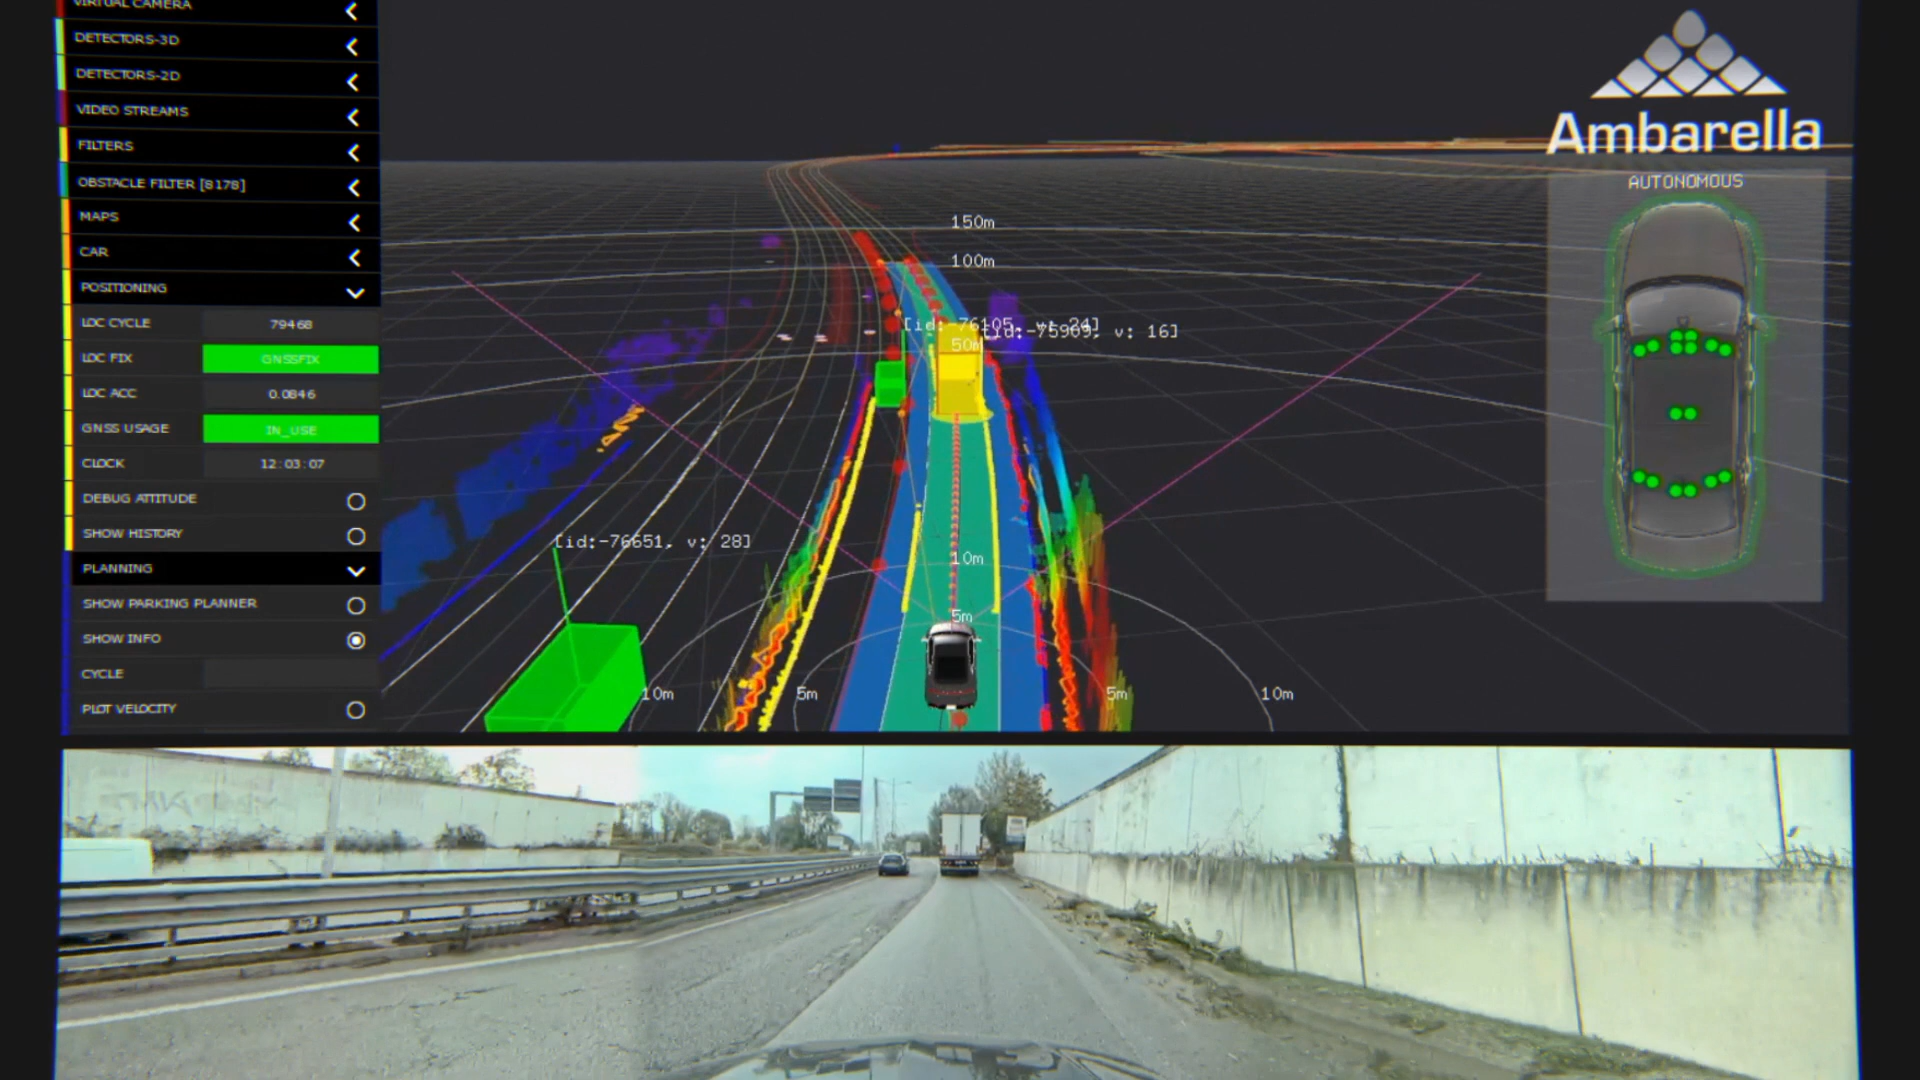 VIRTUAL CAMERA
DETECTORS-3D
DETECTORS-2D
VIDEO STREAMS
FILTERS
OBSTACLE FILTER [8178]
MAPS
CAR
POSITIONING
LOC CYCLE 79468
LOC FIX GNSSFIX
LOC ACC 0.0846
GNSS USAGE IN_USE
CLOCK 12:03:07
DEBUG ATTITUDE
SHOW HISTORY
PLANNING
SHOW PARKING PLANNER
SHOW INFO
CYCLE
PLOT VELOCITY
150m
100m
[id:-76105, v: 24]
[id:-75909, v: 16]
50m
[id:-76651, v: 28]
10m
5m
10m
5m
5m
10m
Ambarella
AUTONOMOUS